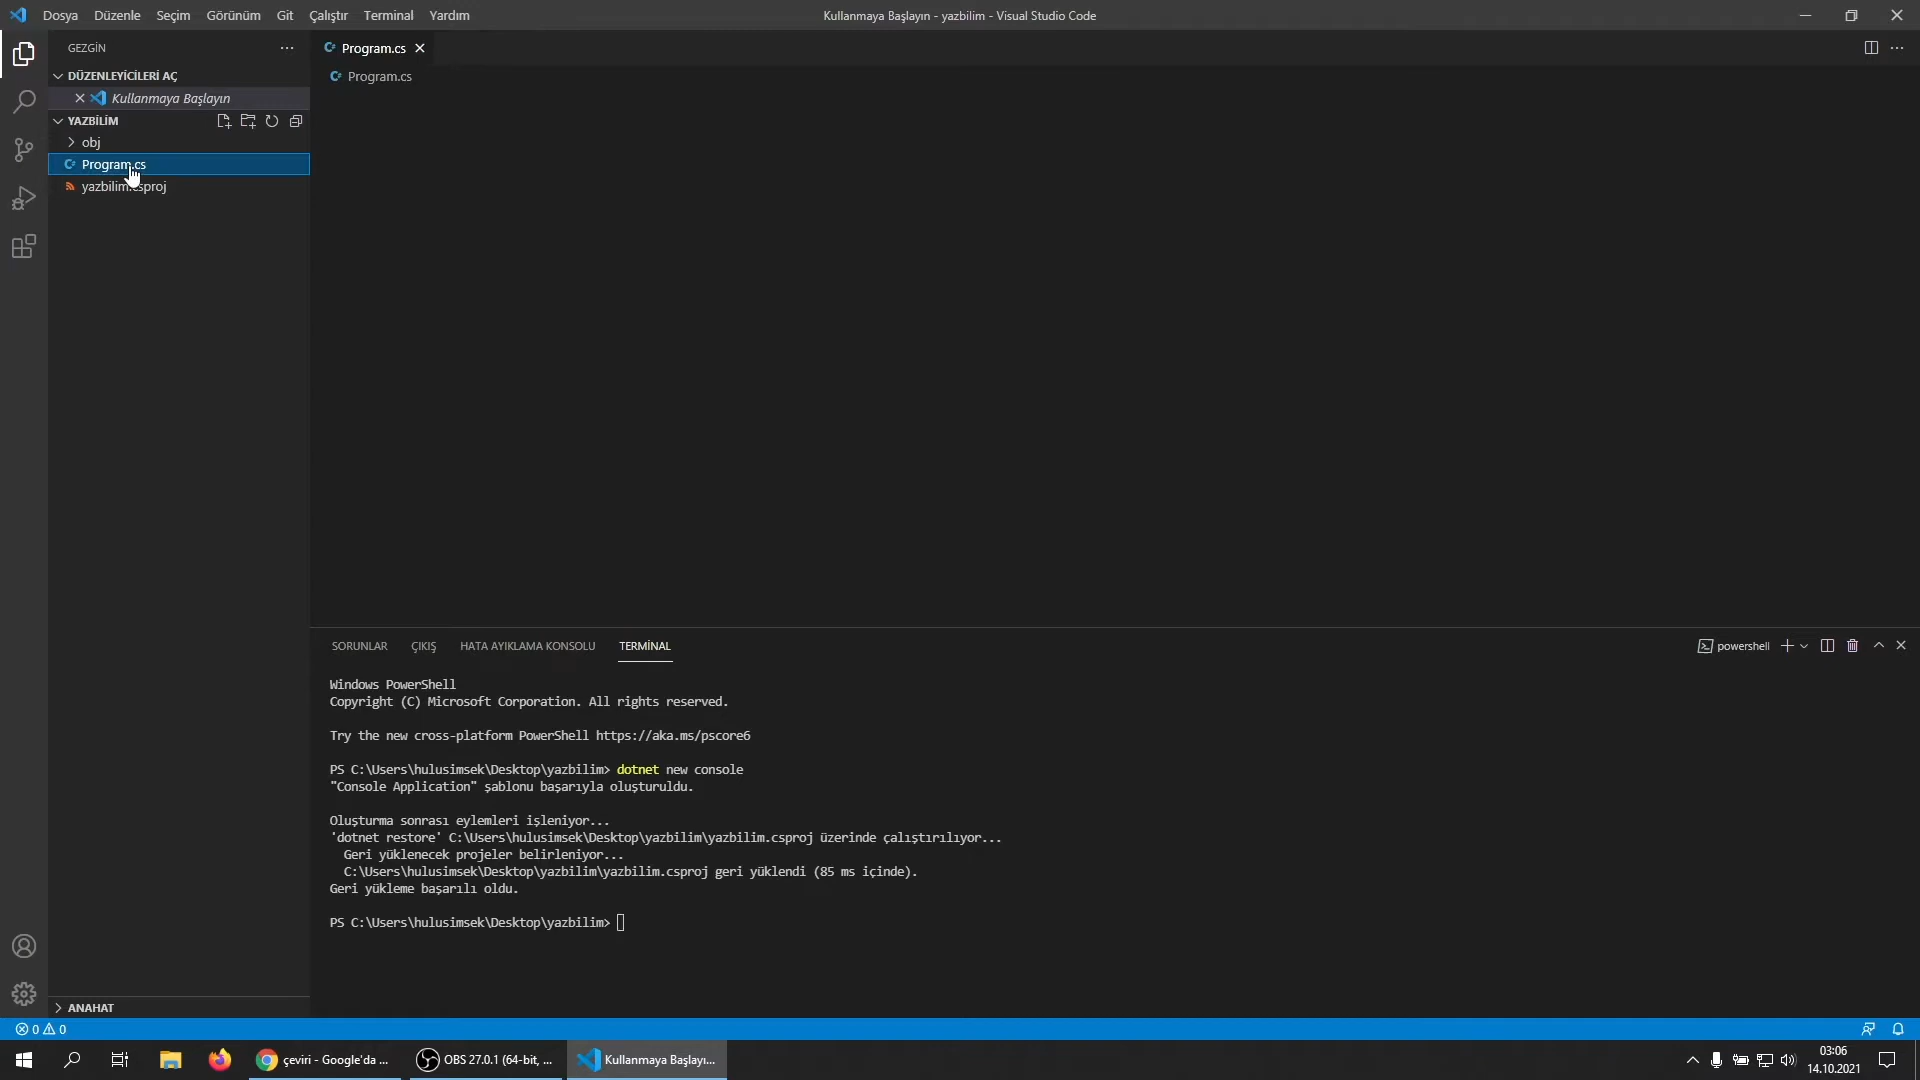 Dosya Düzenle Seçim Görünüm Git Çalıştır Terminal Yardım
Kullanmaya Başlayın - yazbilim - Visual Studio Code
GEZGİN
Program.cs
DÜZENLEYİCİLERİ AÇ
Program.cs
Kullanmaya Başlayın
YAZBİLİM
obj
Program.cs
yazbilim.csproj
SORUNLAR ÇIKIŞ HATA AYIKLAMA KONSOLU TERMİNAL
powershell
Windows PowerShell
Copyright (C) Microsoft Corporation. All rights reserved.
Try the new cross-platform PowerShell https://aka.ms/pscore6
PS C:\Users\hulusimsek\Desktop\yazbilim> dotnet new console
"Console Application" şablonu başarıyla oluşturuldu.
Oluşturma sonrası eylemleri işleniyor...
'dotnet restore' C:\Users\hulusimsek\Desktop\yazbilim\yazbilim.csproj üzerinde çalıştırılıyor...
Geri yüklenecek projeler belirleniyor...
C:\Users\hulusimsek\Desktop\yazbilim\yazbilim.csproj geri yüklendi (85 ms içinde).
Geri yükleme başarılı oldu.
PS C:\Users\hulusimsek\Desktop\yazbilim>
ANAHAT
0 0
çeviri - Google'da ...
OBS 27.0.1 (64-bit, ...
Kullanmaya Başlayı...
03:06
14.10.2021